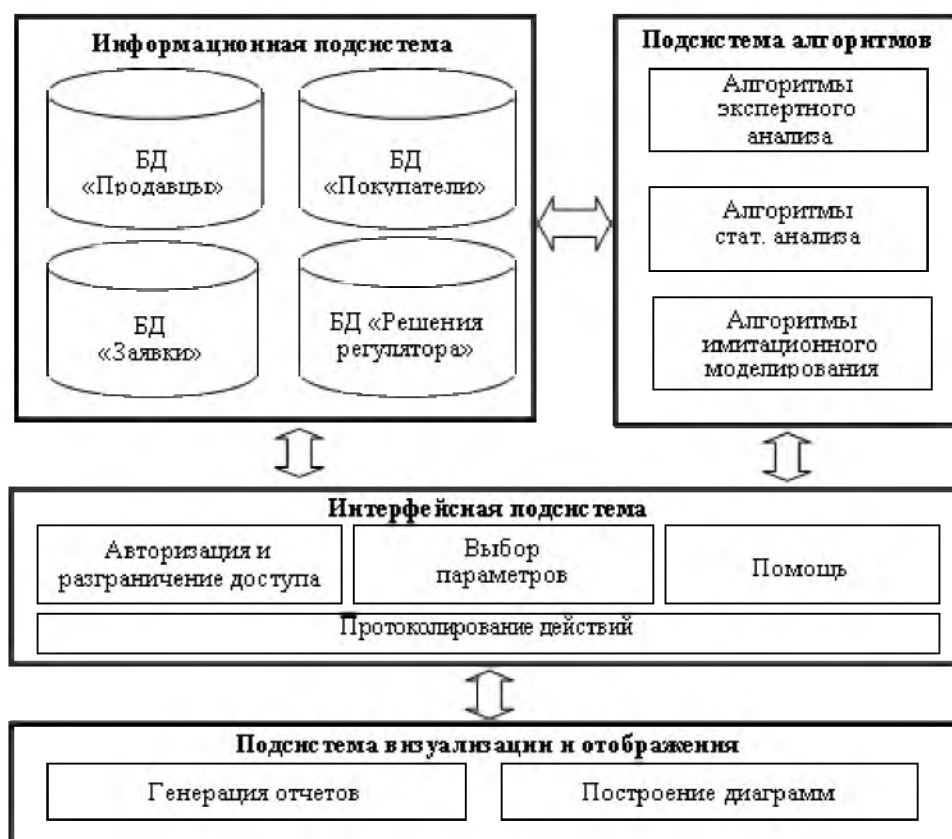 Информационная подсистема
БД
«Продавцы»
БД
«Покупатели»
БД
«Заявки»
БД «Решения
регулятора»
Подсистема алгоритмов
Алгоритмы
экспертного
анализа
Алгоритмы
стат. анализа
Алгоритмы
имитационного
моделирования
Интерфейсная подсистема
Авторизация и
разграничение доступа
Выбор
параметров
Помощь
Протоколирование действий
Подсистема визуализации и отображения
Генерация отчетов
Построение диаграмм